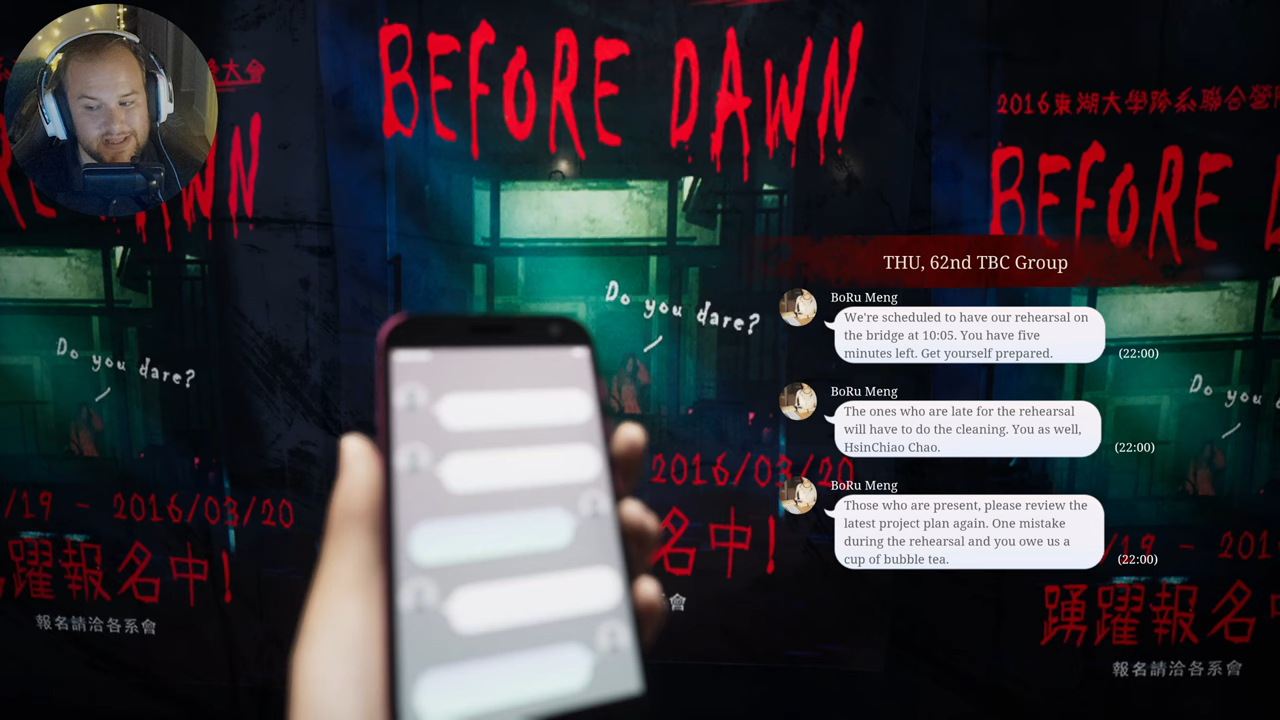 大會
BEFORE DAWN
2016東湖大學跨系聯合營
DAWN
BEFORE
Do you dare?
THU, 62nd TBC Group
BoRu Meng
We're scheduled to have our rehearsal on
the bridge at 10:05. You have five
minutes left. Get yourself prepared.
(22:00)
Do you dare?
Do you
BoRu Meng
The ones who are late for the rehearsal
will have to do the cleaning. You as well,
HsinChiao Chao.
(22:00)
2016/03/20
BoRu Meng
Those who are present, please review the
latest project plan again. One mistake
during the rehearsal and you owe us a
cup of bubble tea.
(22:00)
/19 - 2016/03/20
名中!
躍報名中!
會
報名請洽各系會
踴躍報名
報名請洽各系會